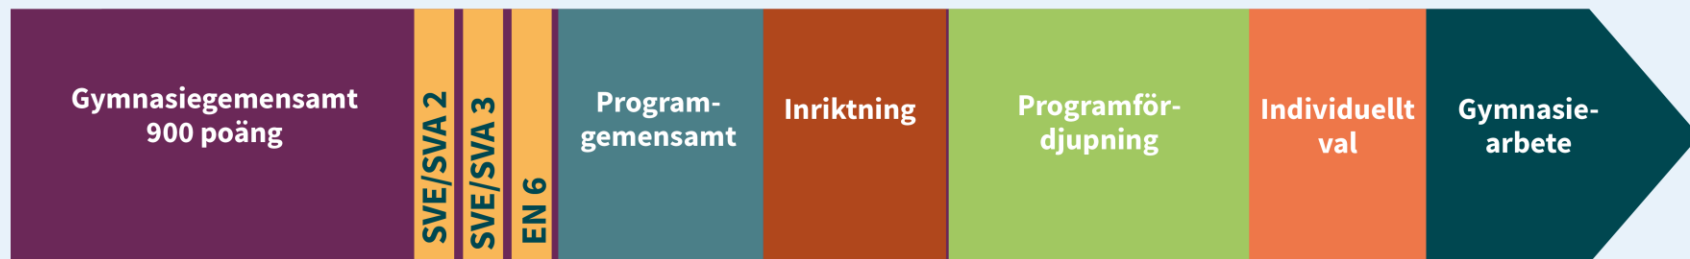 Gymnasiegemensamt
900 poäng
SVE/SVA 2
SVE/SVA 3
EN 6
Program-
gemensamt
Inriktning
Programför-
djupning
Individuellt
val
Gymnasie-
arbete